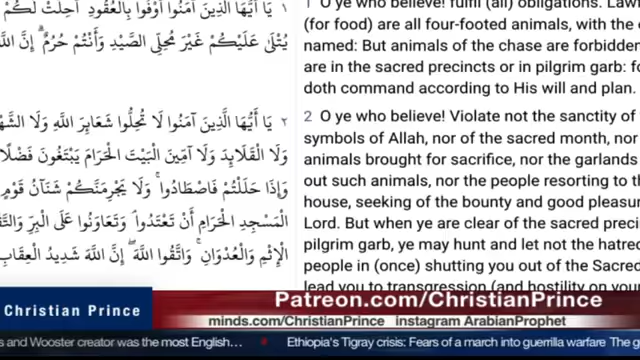 ١ يَا أَيُّهَا الَّذِينَ آمَنُوا أَوْفُوا بِالْعُقُودِ أُحِلَّتْ لَكُمْ
يُتْلَىٰ عَلَيْكُمْ غَيْرَ مُحِلِّي الصَّيْدِ وَأَنْتُمْ حُرُمٌ ۗ إِنَّ اللَّهَ
٢ يَا أَيُّهَا الَّذِينَ آمَنُوا لَا تُحِلُّوا شَعَائِرَ اللَّهِ وَلَا الشَّهْ
وَلَا الْقَلَائِدَ وَلَا آمِّينَ الْبَيْتَ الْحَرَامَ يَبْتَغُونَ فَضْلًا
وَإِذَا حَلَلْتُمْ فَاصْطَادُوا ۚ وَلَا يَجْرِمَنَّكُمْ شَنَآنُ قَوْمٍ
الْمَسْجِدِ الْحَرَامِ أَنْ تَعْتَدُوا ۘ وَتَعَاوَنُوا عَلَى الْبِرِّ وَالتَّقْ
الْإِثْمِ وَالْعُدْوَانِ ۚ وَاتَّقُوا اللَّهَ ۖ إِنَّ اللَّهَ شَدِيدُ الْعِقَابِ
1 O ye who believe! fulfil (all) obligations. Lawf
(for food) are all four-footed animals, with the e
named: But animals of the chase are forbidden
are in the sacred precincts or in pilgrim garb: fo
doth command according to His will and plan.
2 O ye who believe! Violate not the sanctity of
symbols of Allah, nor of the sacred month, nor
animals brought for sacrifice, nor the garlands
out such animals, nor the people resorting to th
house, seeking of the bounty and good pleasur
Lord. But when ye are clear of the sacred preci
pilgrim garb, ye may hunt and let not the hatred
people in (once) shutting you out of the Sacred
lead you to transgression (and hostility on your
Christian Prince
Patreon.com/ChristianPrince
minds.com/ChristianPrince instagram ArabianProphet
s and Wooster creator was the most English... Ethiopia's Tigray crisis: Fears of a march into guerrilla warfare The g